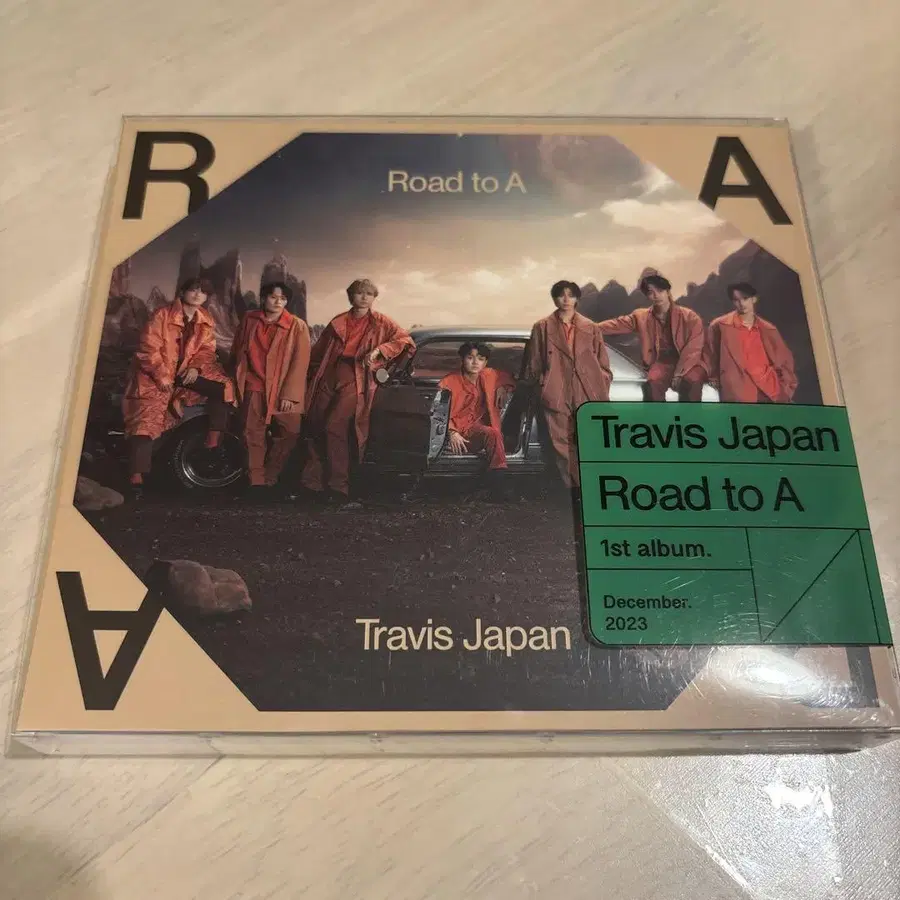 R
A
Road to A
Travis Japan
Road to A
1st album.
December.
2023
Travis Japan
A